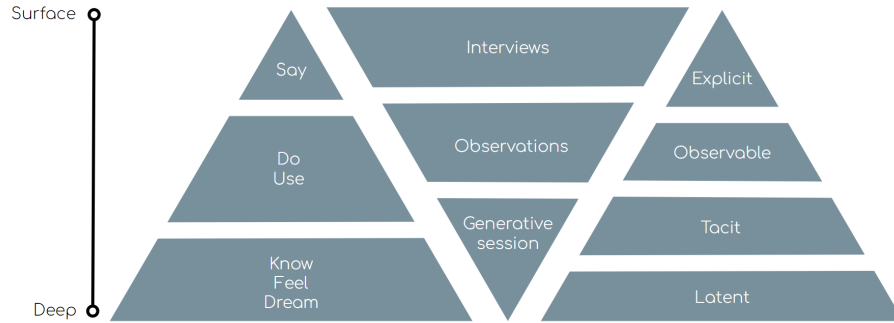 Surface
Say
Do
Use
Know
Feel
Dream
Deep
Interviews
Observations
Generative
session
Explicit
Observable
Tacit
Latent